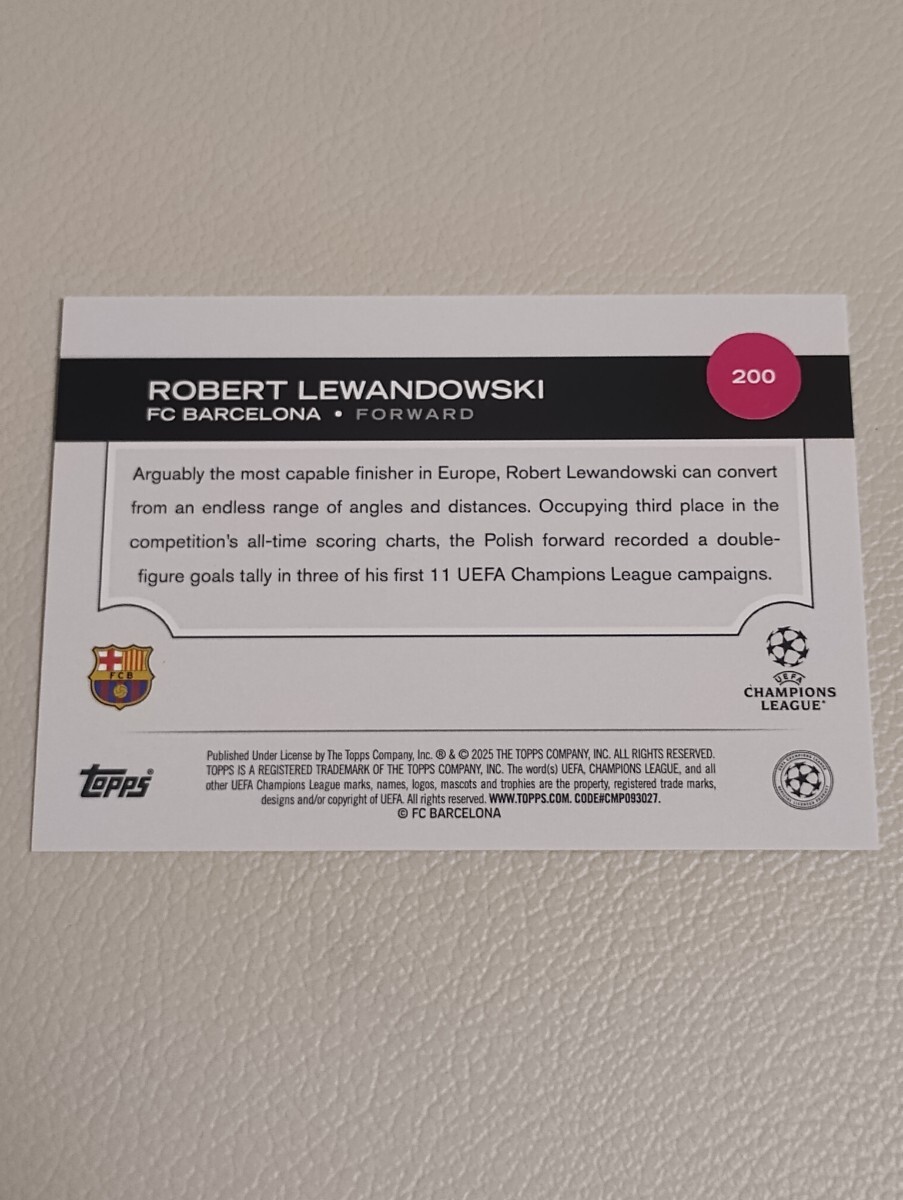 200
ROBERT LEWANDOWSKI
FC BARCELONA • FORWARD
Arguably the most capable finisher in Europe, Robert Lewandowski can convert
from an endless range of angles and distances. Occupying third place in the
competition's all-time scoring charts, the Polish forward recorded a double-
figure goals tally in three of his first 11 UEFA Champions League campaigns.
FCB
UEFA
CHAMPIONS
LEAGUE
topps
Published Under License by The Topps Company, Inc. ® & © 2025 THE TOPPS COMPANY, INC. ALL RIGHTS RESERVED.
TOPPS IS A REGISTERED TRADEMARK OF THE TOPPS COMPANY, INC. The word(s) UEFA, CHAMPIONS LEAGUE, and all
other UEFA Champions League marks, names, logos, mascots and trophies are the property, registered trade marks,
designs and/or copyright of UEFA. All rights reserved. WWW.TOPPS.COM. CODE#CMP093027.
© FC BARCELONA